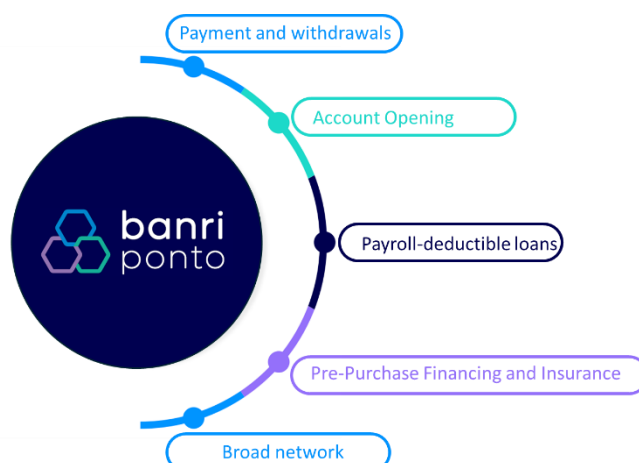 Payment and withdrawals
Account Opening
banri
ponto
Payroll-deductible loans
Pre-Purchase Financing and Insurance
Broad network